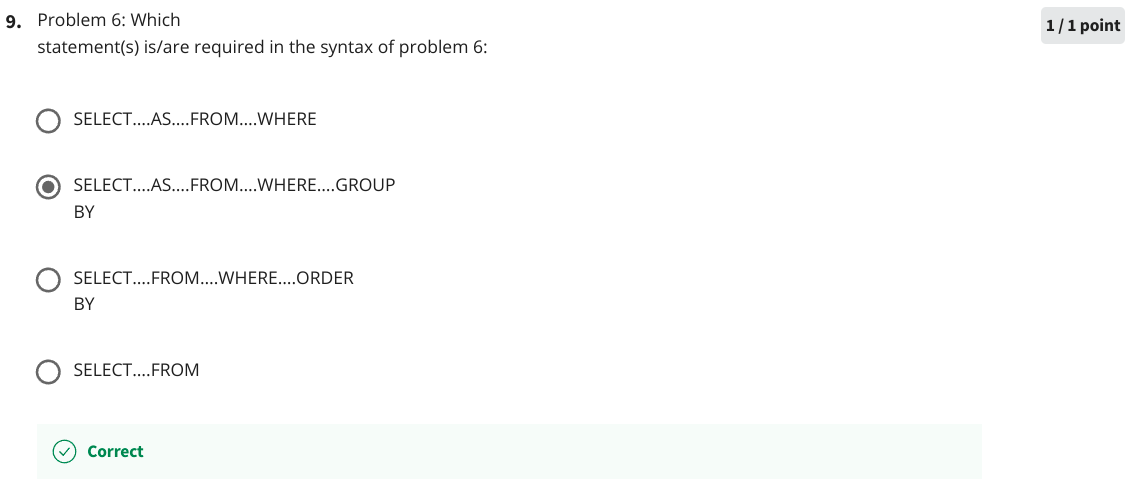 9. Problem 6: Which
1 / 1 point
statement(s) is/are required in the syntax of problem 6:
SELECT....AS....FROM....WHERE
SELECT....AS....FROM....WHERE....GROUP
BY
SELECT....FROM....WHERE....ORDER
BY
SELECT....FROM
Correct